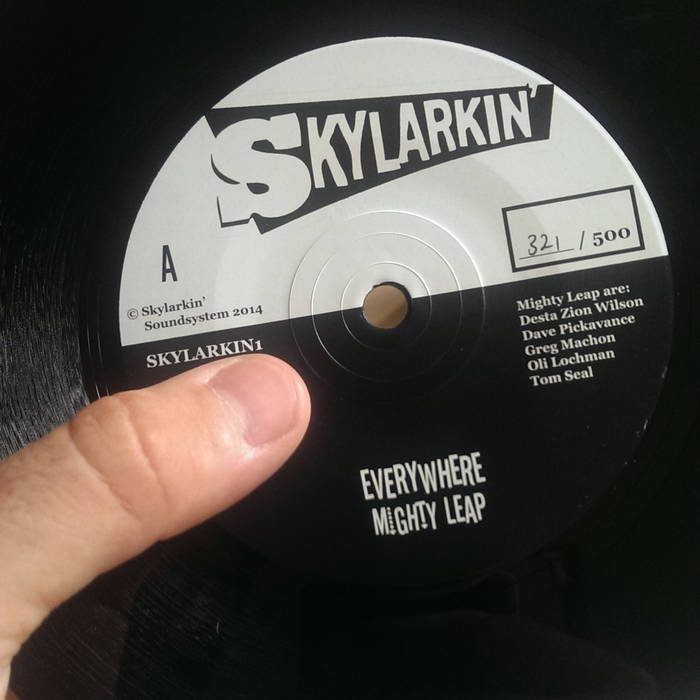 SKYLARKIN'
321 / 500
A
© Skylarkin'
Soundsystem 2014
SKYLARKIN1
Mighty Leap are:
Desta Zion Wilson
Dave Pickavance
Greg Machon
Oli Lochman
Tom Seal
EVERYWHERE
MIGHTY LEAP